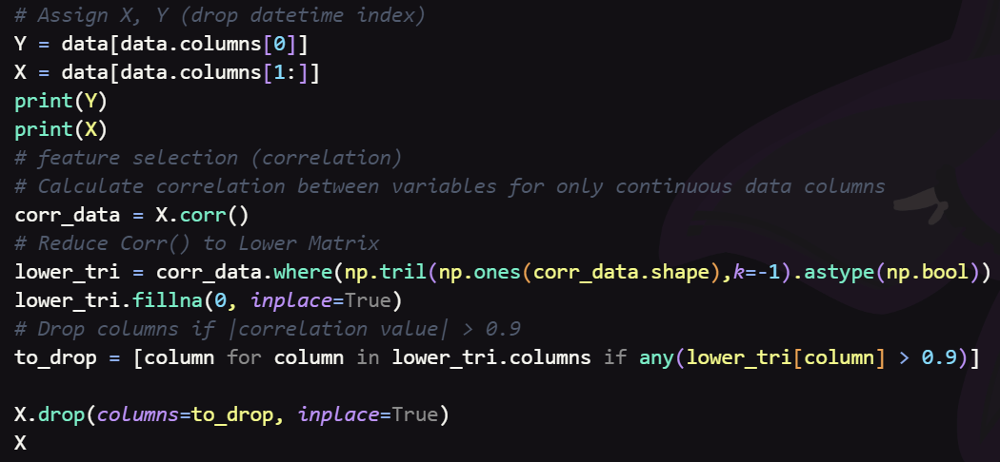 # Assign X, Y (drop datetime index)
Y = data[data.columns[0]]
X = data[data.columns[1:]]
print(Y)
print(X)
# feature selection (correlation)
# Calculate correlation between variables for only continuous data columns
corr_data = X.corr()
# Reduce Corr() to Lower Matrix
lower_tri = corr_data.where(np.tril(np.ones(corr_data.shape),k=-1).astype(np.bool))
lower_tri.fillna(0, inplace=True)
# Drop columns if |correlation value| > 0.9
to_drop = [column for column in lower_tri.columns if any(lower_tri[column] > 0.9)]
X.drop(columns=to_drop, inplace=True)
X